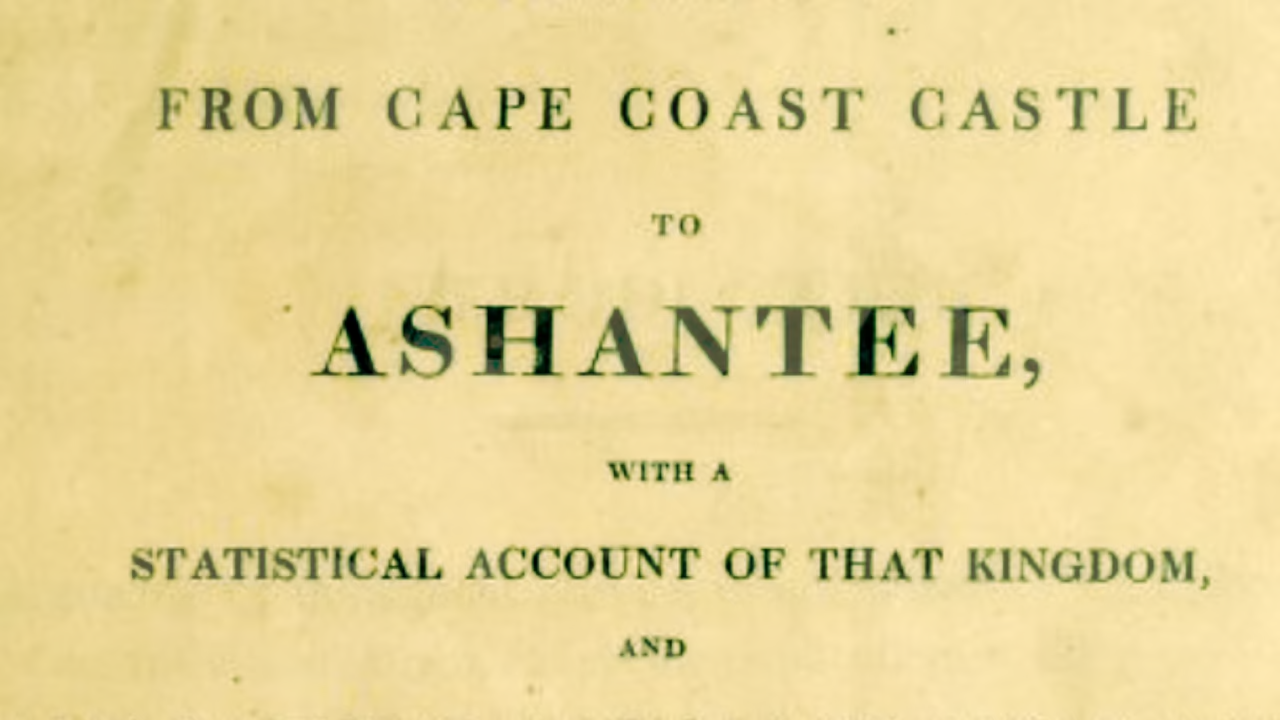 FROM CAPE COAST CASTLE
TO
ASHANTEE,
WITH A
STATISTICAL ACCOUNT OF THAT KINGDOM,
AND